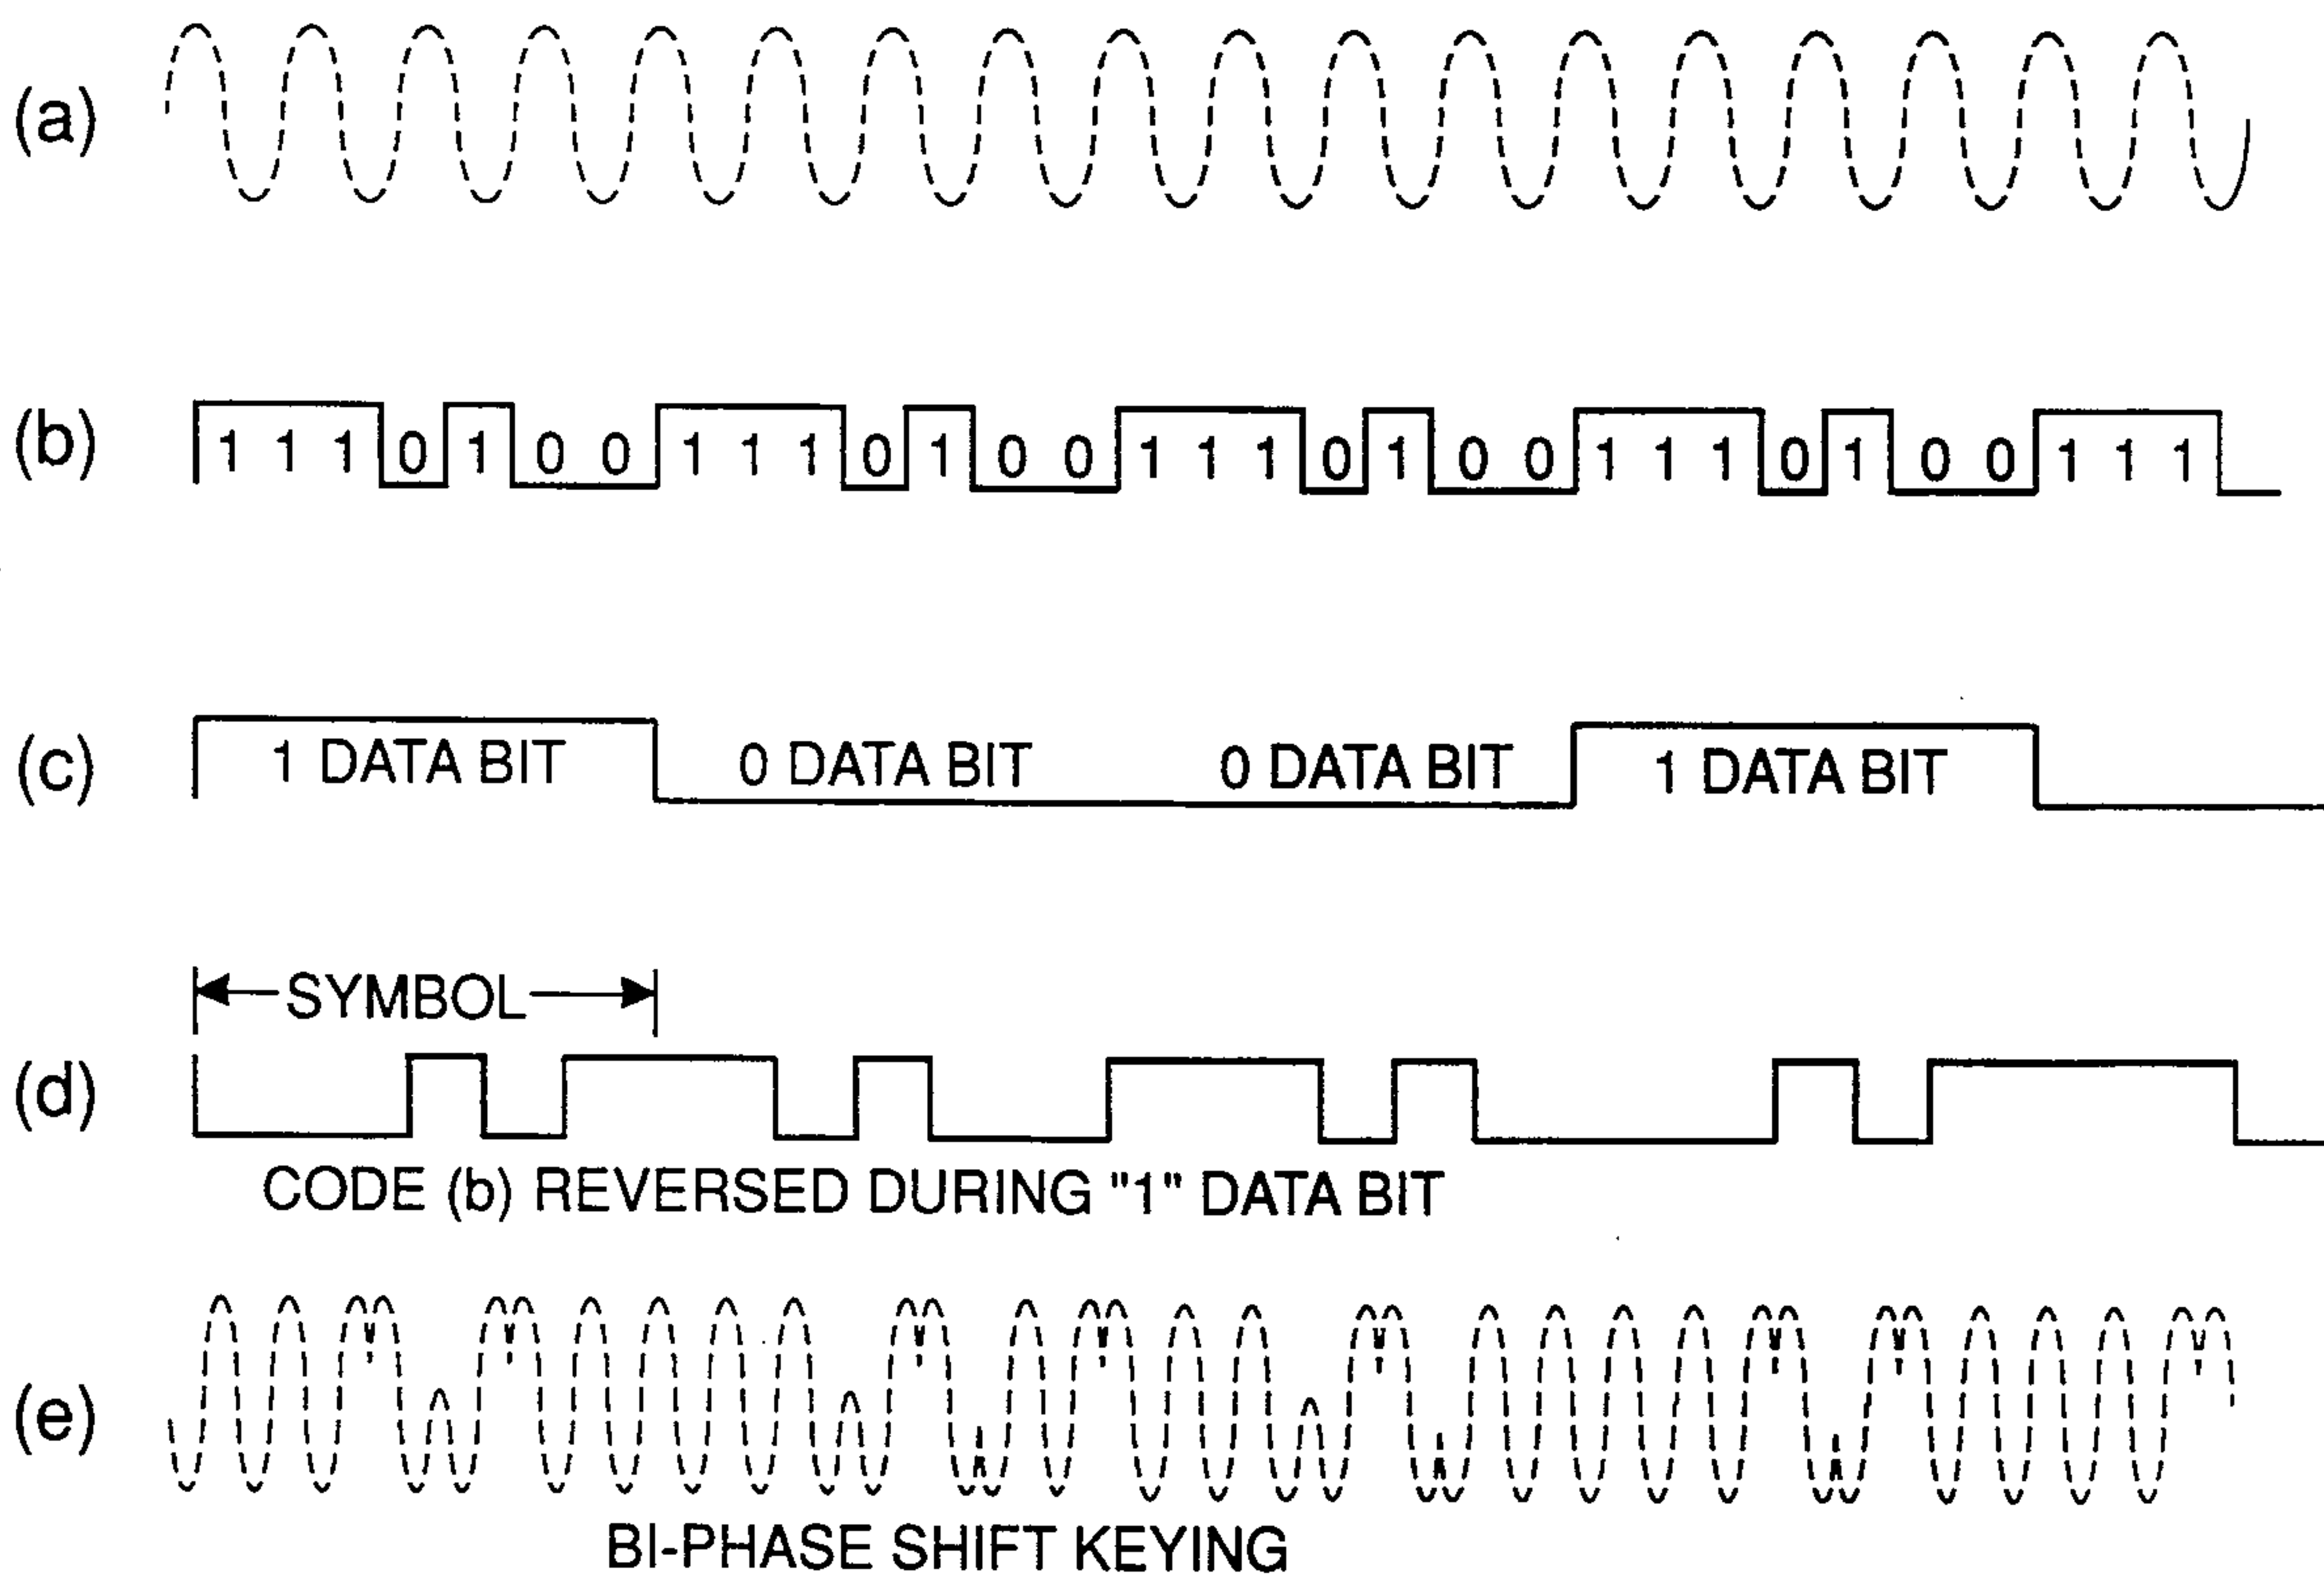 (a)
(b) 1 1 1 0 1 0 0 1 1 1 0 1 0 0 1 1 1 0 1 0 0 1 1 1 0 1 0 0 1 1 1
(c) 1 DATA BIT 0 DATA BIT 0 DATA BIT 1 DATA BIT
SYMBOL
(d)
CODE (b) REVERSED DURING "1" DATA BIT
(e)
BI-PHASE SHIFT KEYING